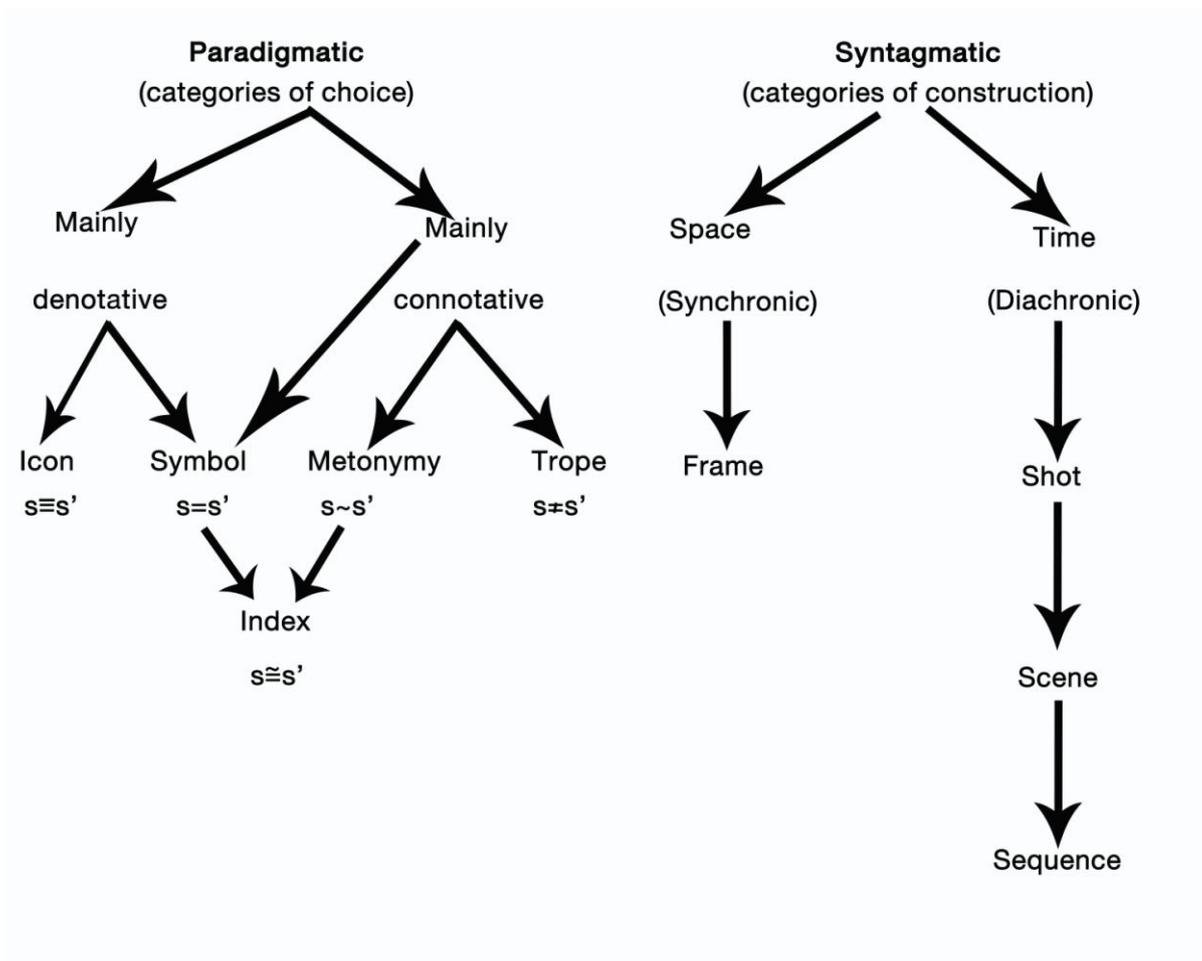 Paradigmatic
(categories of choice)
Mainly
Mainly
denotative
connotative
Icon
Symbol
Metonymy
Trope
s≡s’
s=s’
s~s’
s≠s’
Index
s≅s’
Syntagmatic
(categories of construction)
Space
Time
(Synchronic)
(Diachronic)
Frame
Shot
Scene
Sequence